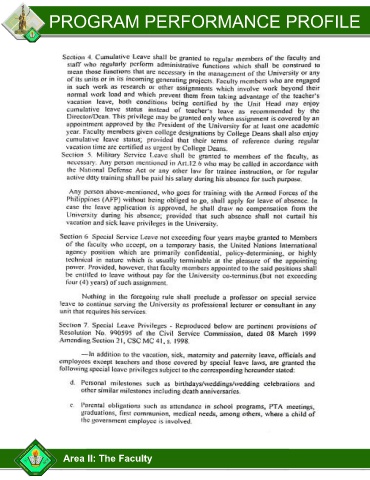 PROGRAM PERFORMANCE PROFILE
Section 4. Cumulative Leave shall be granted to regular members of the faculty and
staff who regularly perform administrative functions which shall be construed to
mean those functions that are necessary in the management of the University or any
of its units or in its incoming generating projects. Faculty members who are engaged
in such work as research or other assignments which involve work beyond their
normal work load and which prevent them from taking advantage of the teacher's
vacation leave, both conditions being certified by the Unit Head may enjoy
cumulative leave status instead of teacher's leave as recommended by the
Director/Dean. This privilege may be granted only when assignment is covered by an
appointment approved by the President of the University for at least one academic
year. Faculty members given college designations by College Deans shall also enjoy
cumulative leave status; provided that their terms of reference during regular
vacation time are certified as urgent by College Deans.
Section 5. Military Service Leave shall be granted to members of the faculty, as
necessary. Any person mentioned in Art.12.6 who may be called in accordance with
the National Defense Act or any other law for trainee instruction, or for regular
active duty training shall be paid his salary during his absence for such purpose.
Any person above-mentioned, who goes for training with the Armed Forces of the
Philippines (AFP) without being obliged to go, shall apply for leave of absence. In
case the leave application is approved, he shall draw no compensation from the
University during his absence; provided that such absence shall not curtail his
vacation and sick leave privileges in the University.
Section 6. Special Service Leave not exceeding four years maybe granted to Members
of the faculty who accept, on a temporary basis, the United Nations International
agency position which are primarily confidential, policy-determining, or highly
technical in nature which is usually terminable at the pleasure of the appointing
power. Provided, however, that faculty members appointed to the said positions shall
be entitled to leave without pay for the University co-terminus (but not exceeding
four (4) years) of such assignment.
Nothing in the foregoing rule shall preclude a professor on special service
leave to continue serving the University as professional lecturer or consultant in any
unit that requires his services.
Section 7. Special Leave Privileges - Reproduced below are pertinent provisions of
Resolution No. 990595 of the Civil Service Commission, dated 08 March 1999
Amending Section 21, CSC MC 41, s. 1998.
—In addition to the vacation, sick, maternity and paternity leave, officials and
employees except teachers and those covered by special leave laws, are granted the
following special leave privileges subject to the corresponding hereunder stated:
d. Personal milestones such as birthdays/weddings/wedding celebrations and
other similar milestones including death anniversaries.
e. Parental obligations such as attendance in school programs, PTA meetings,
graduations, first communion, medical needs, among others, where a child of
the government employee is involved.
Area II: The Faculty